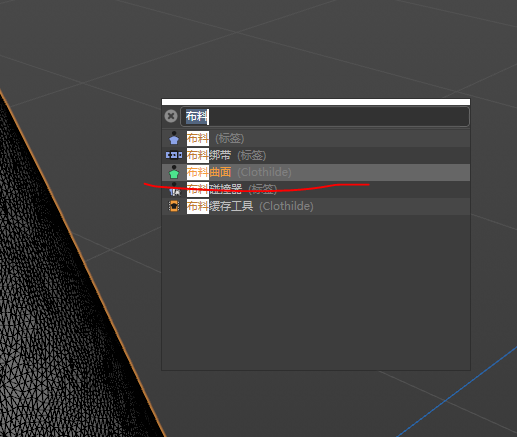 布料
布料 (标签)
布料绑带 (标签)
布料曲面 (Clothilde)
布料碰撞器 (标签)
布料缓存工具 (Clothilde)